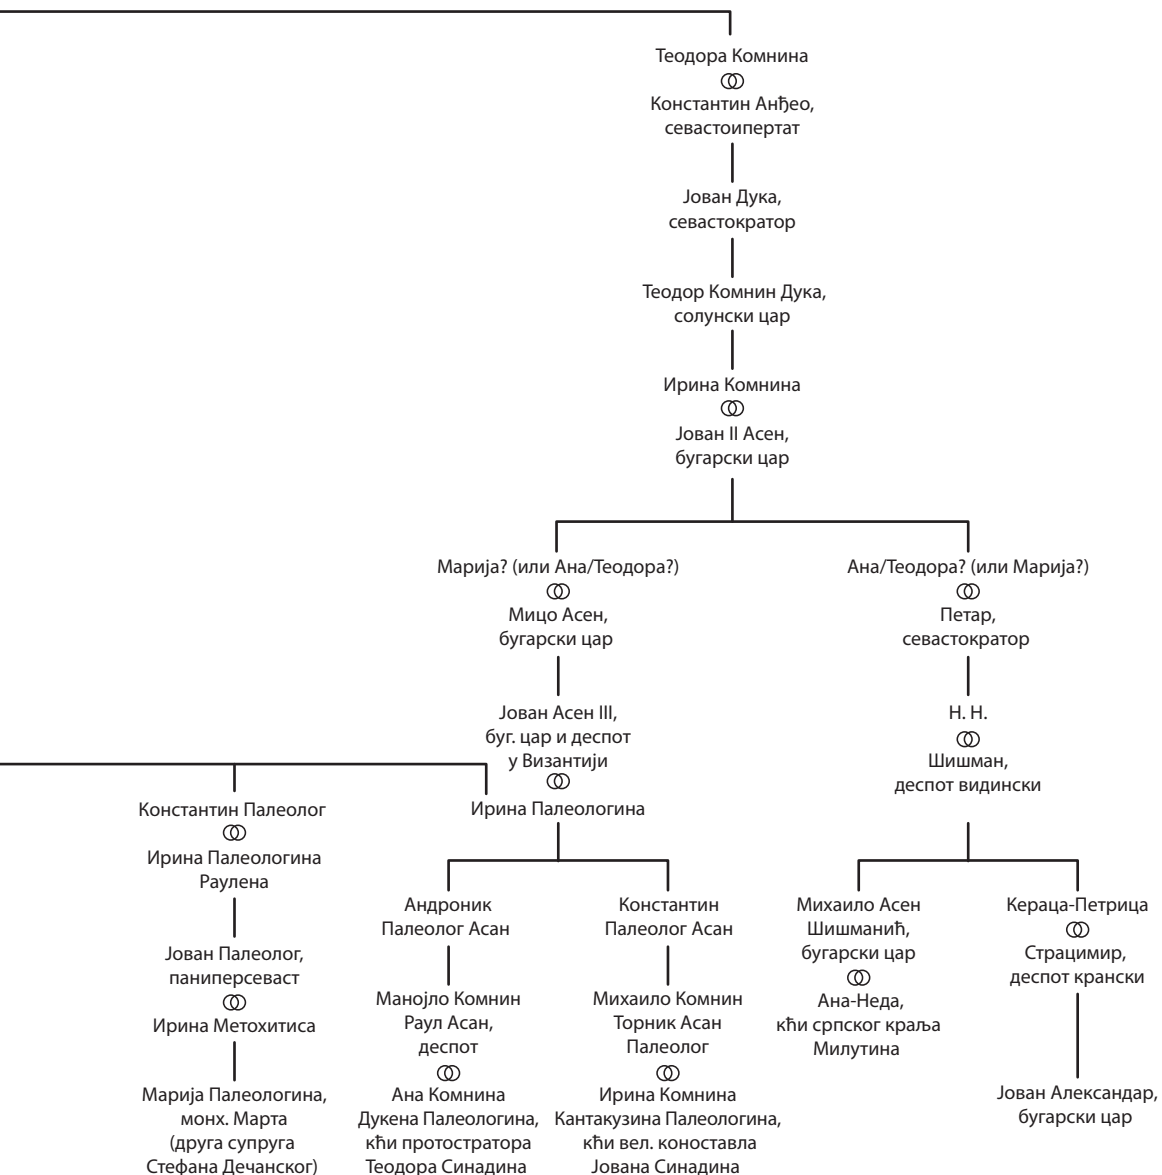 Теодора Комнина
Константин Анђео,
севастоипертат
Јован Дука,
севастократор
Теодор Комнин Дука,
солунски цар
Ирина Комнина
Јован II Асен,
бугарски цар
Марија? (или Ана/Теодора?)
Мицо Асен,
бугарски цар
Ана/Теодора? (или Марија?)
Петар,
севастократор
Јован Асен III,
буг. цар и деспот
у Византији
Ирина Палеологина
Н. Н.
Шишман,
деспот видински
Константин Палеолог
Ирина Палеологина
Раулена
Јован Палеолог,
паниперсеваст
Ирина Метохитиса
Марија Палеологина,
монх. Марта
(друга супруга
Стефана Дечанског)
Андроник
Палеолог Асан
Манојло Комнин
Раул Асан,
деспот
Ана Комнина
Дукена Палеологина,
кћи протостратора
Теодора Синадина
Константин
Палеолог Асан
Михаило Комнин
Торник Асан
Палеолог
Ирина Комнина
Кантакузина Палеологина,
кћи вел. коноставла
Јована Синадина
Михаило Асен
Шишманић,
бугарски цар
Ана-Неда,
кћи српског краља
Милутина
Кераца-Петрица
Страцимир,
деспот крански
Јован Александар,
бугарски цар